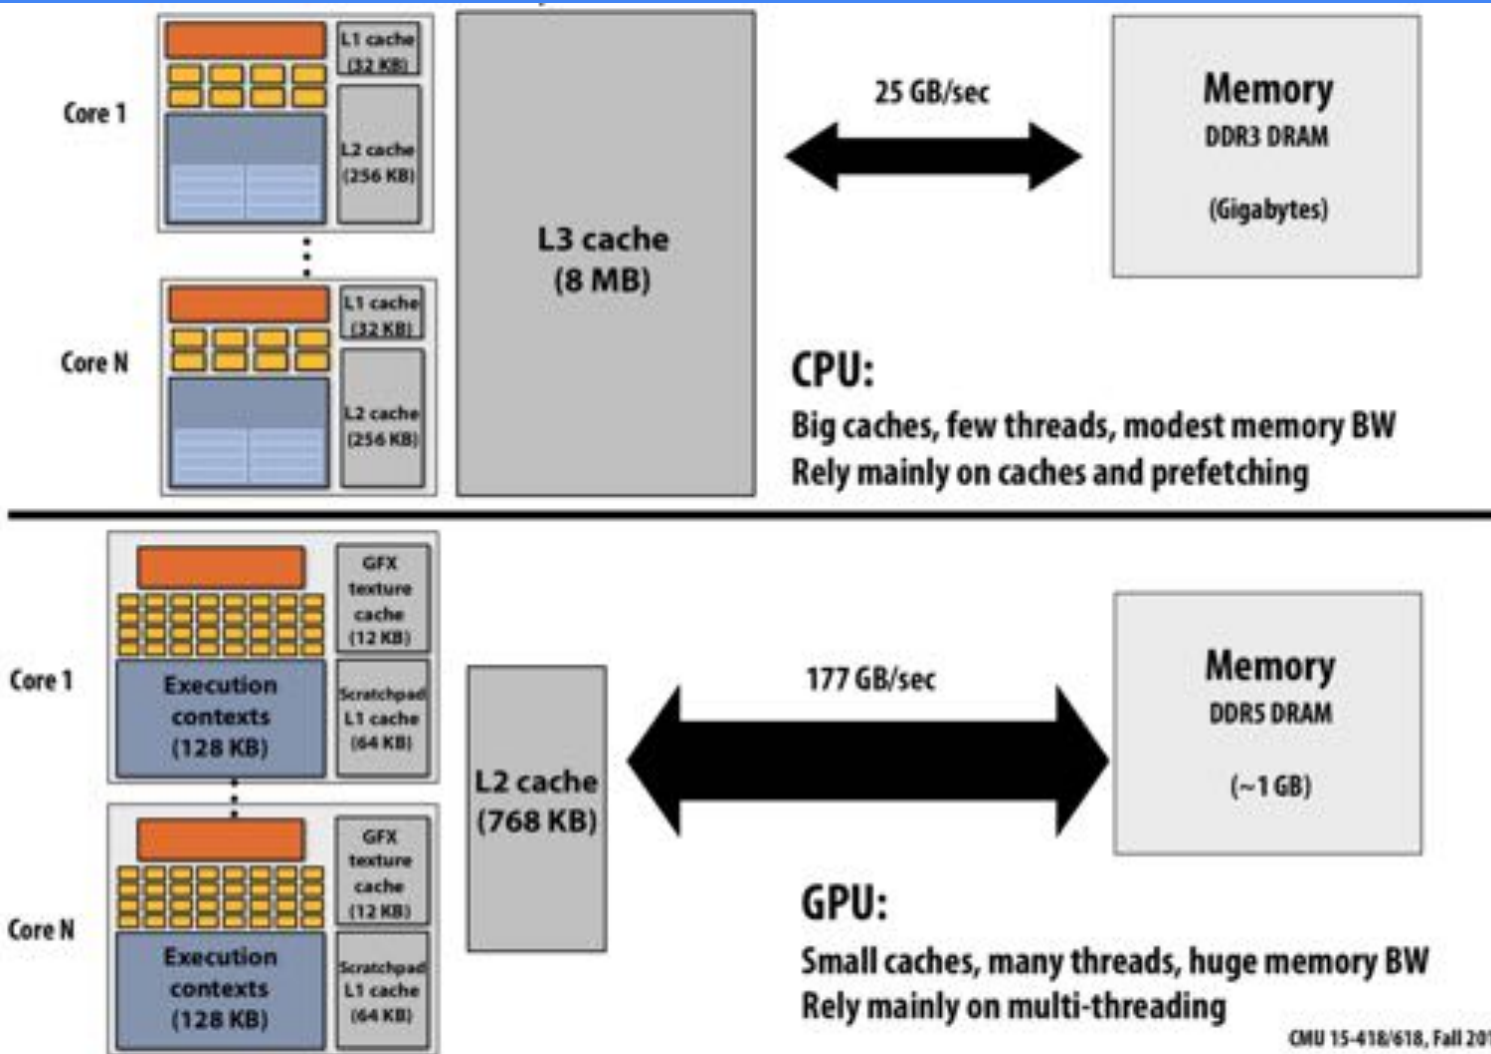 L1 cache
(32 KB)
Core 1
L2 cache
(256 KB)
L3 cache
(8 MB)
25 GB/sec
Memory
DDR3 DRAM
(Gigabytes)
L1 cache
(32 KB)
Core N
L2 cache
(256 KB)
CPU:
Big caches, few threads, modest memory BW
Rely mainly on caches and prefetching
GFX
texture
cache
(12 KB)
Core 1
Execution
contexts
(128 KB)
Scratchpad
L1 cache
(64 KB)
L2 cache
(768 KB)
177 GB/sec
Memory
DDR5 DRAM
(~1 GB)
GFX
texture
cache
(12 KB)
Core N
Execution
contexts
(128 KB)
Scratchpad
L1 cache
(64 KB)
GPU:
Small caches, many threads, huge memory BW
Rely mainly on multi-threading
CMU 15-418/618, Fall